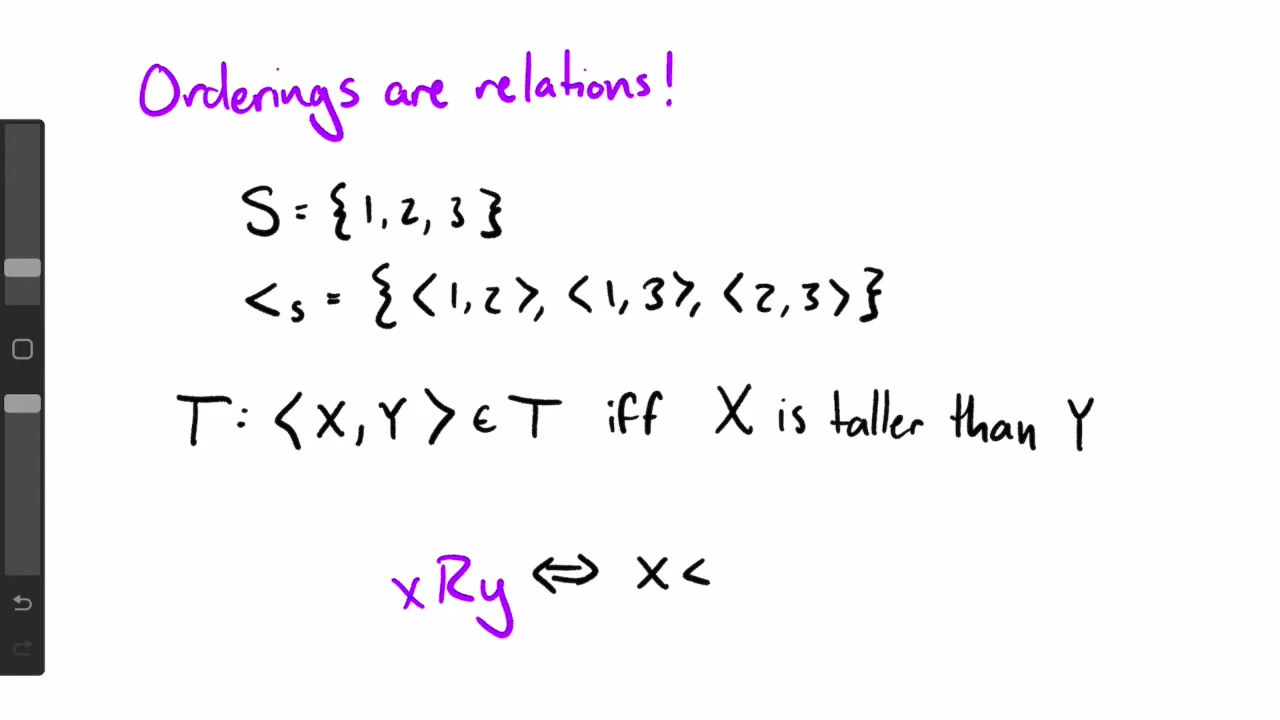 Orderings are relations!
S = {1, 2, 3}
<s = {<1, 2>, <1, 3>, <2, 3>}
T: <X, Y> ∈ T iff X is taller than Y
xRy ⇔ x <